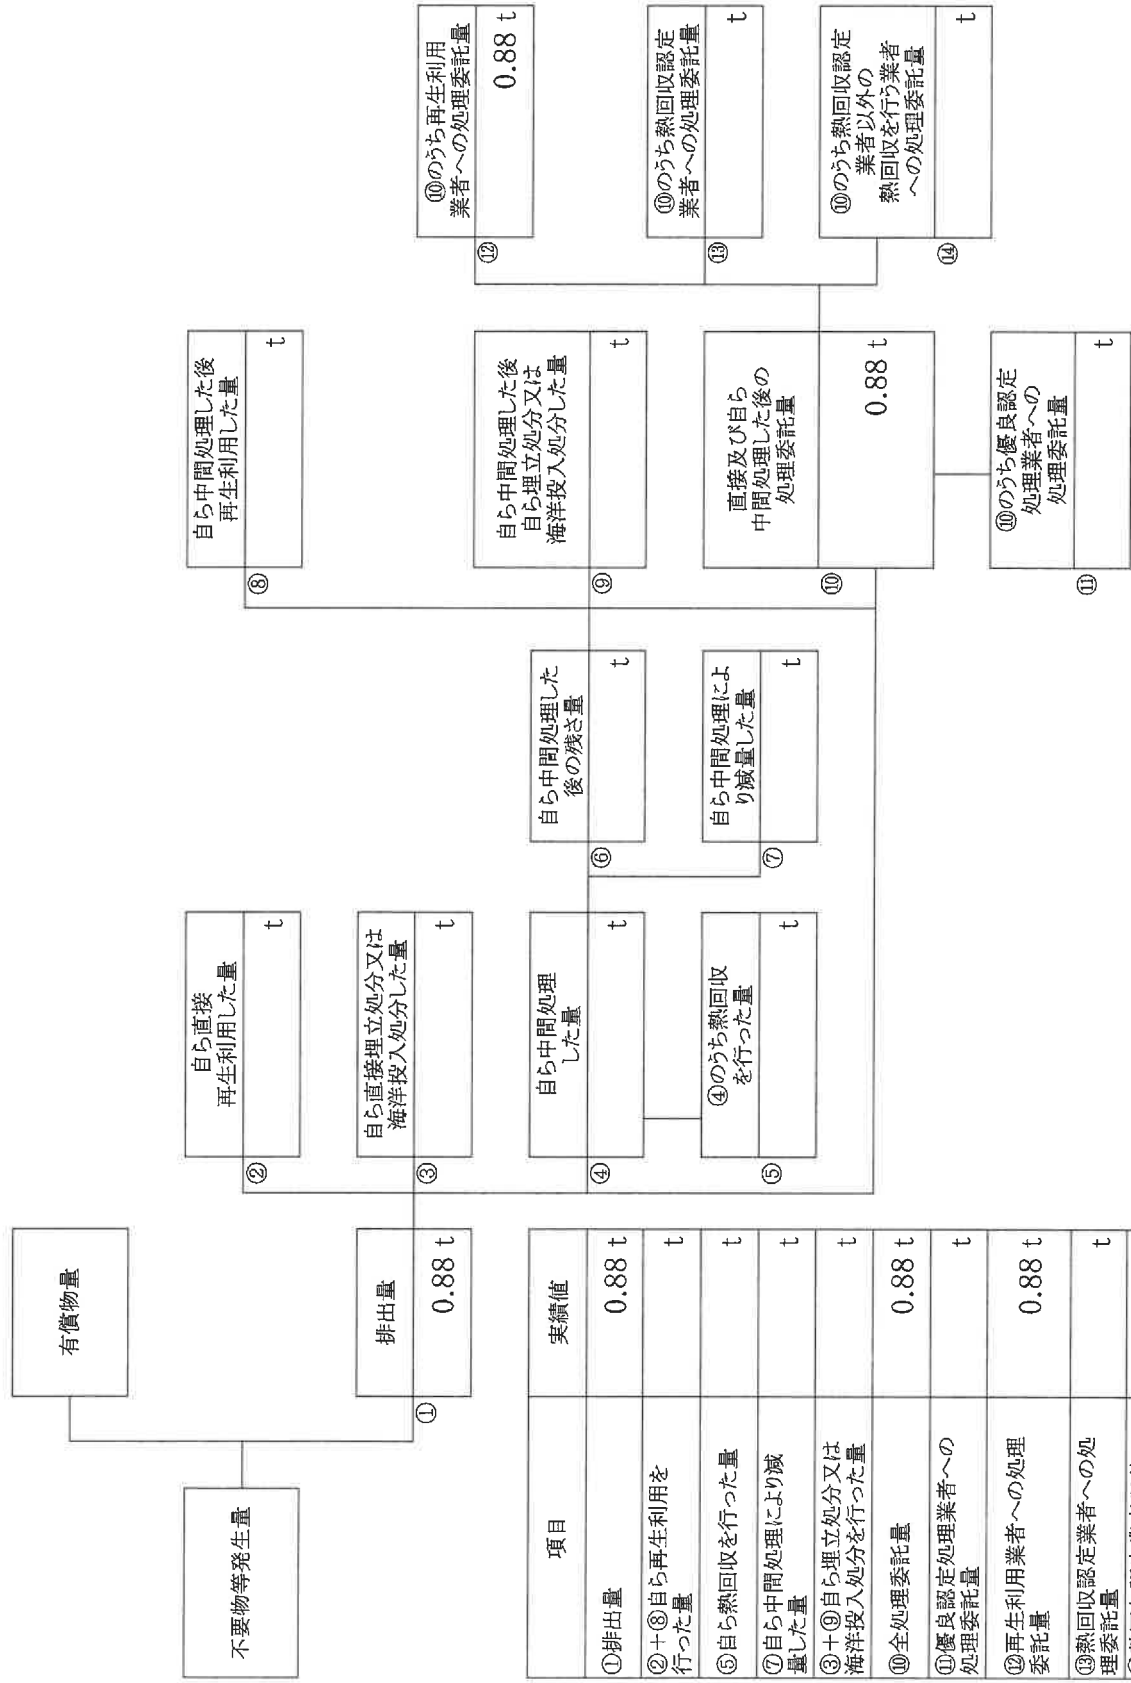 不要物等発生量
有償物量
①
排出量
0.88 t
②
自ら直接
再生利用した量
t
③
自ら直接埋立処分又は
海洋投入処分した量
t
④
自ら中間処理
した量
t
⑤
④のうち熱回収
を行った量
t
⑥
自ら中間処理した
後の残さ量
t
⑦
自ら中間処理によ
り減量した量
t
⑧
自ら中間処理した後
再生利用した量
t
⑨
自ら中間処理した後
自ら埋立処分又は
海洋投入処分した量
t
⑩
直接及び自ら
中間処理した後の
処理委託量
0.88 t
⑪
⑩のうち優良認定
処理業者への
処理委託量
t
⑫
⑩のうち再生利用
業者への処理委託量
0.88 t
⑬
⑩のうち熱回収認定
業者への処理委託量
t
⑭
⑩のうち熱回収認定
業者以外の
熱回収を行う業者
への処理委託量
t
項目 実績値
①排出量 0.88 t
②+⑧自ら再生利用を
行った量 t
⑤自ら熱回収を行った量 t
⑦自ら中間処理により減
量した量 t
③+⑨自ら埋立処分又は
海洋投入処分を行った量 t
⑩全処理委託量 0.88 t
⑪優良認定処理業者への
処理委託量 t
⑫再生利用業者への処理
委託量 0.88 t
⑬熱回収認定業者への処
理委託量 t